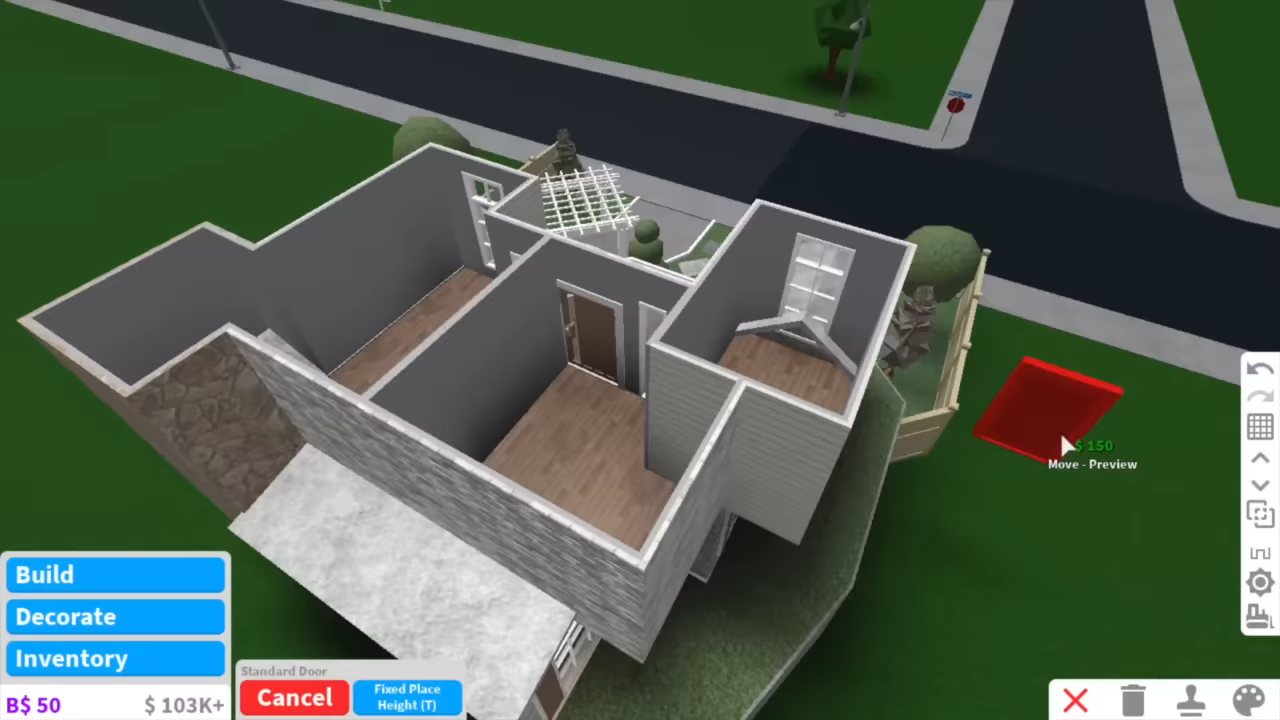 $ 150
Move - Preview
Build
Decorate
Inventory
B$ 50
$ 103K+
Standard Door
Cancel
Fixed Place
Height (T)